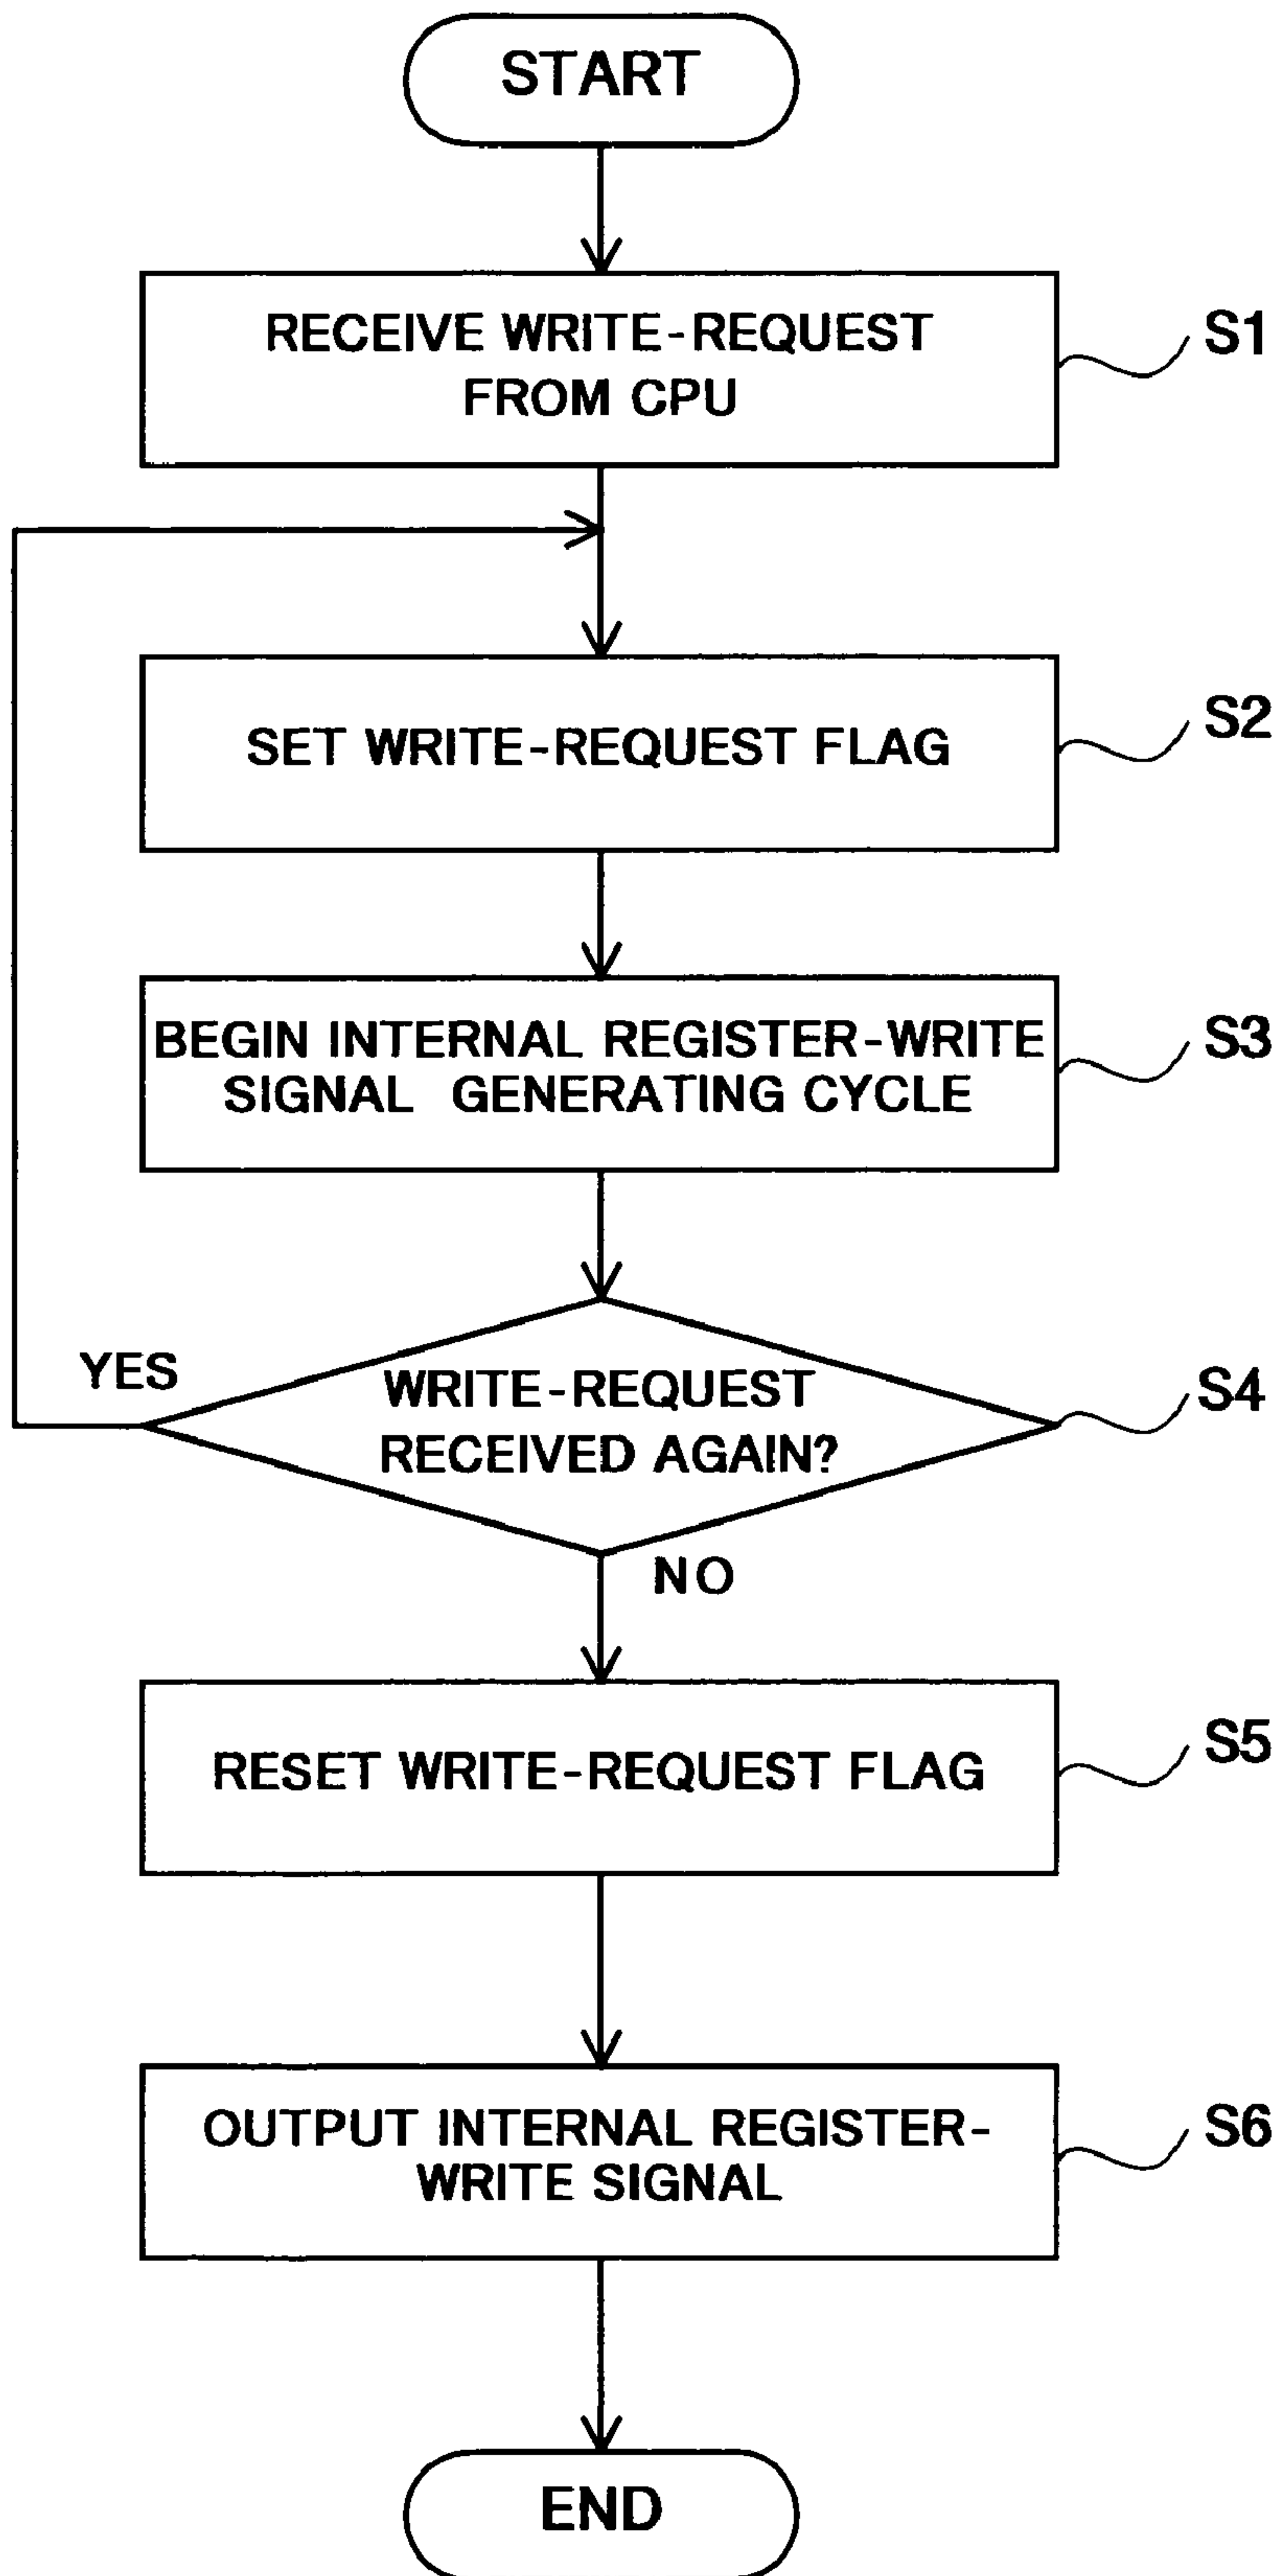 START
RECEIVE WRITE-REQUEST
FROM CPU
S1
SET WRITE-REQUEST FLAG
S2
BEGIN INTERNAL REGISTER-WRITE
SIGNAL GENERATING CYCLE
S3
YES
WRITE-REQUEST
RECEIVED AGAIN?
S4
NO
RESET WRITE-REQUEST FLAG
S5
OUTPUT INTERNAL REGISTER-
WRITE SIGNAL
S6
END